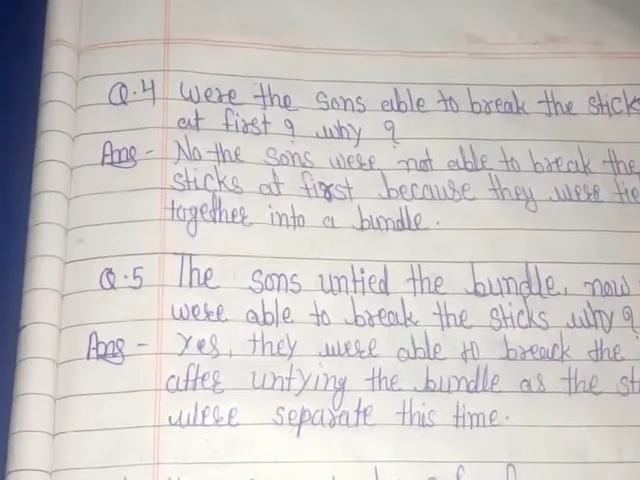 Q.4 Were the sons able to break the stick
at first ? why ?
Ans - No the sons were not able to break the
sticks at first because they were tie
together into a bundle.
Q.5 The sons untied the bundle, now
were able to break the sticks why ?
Ans - Yes, they were able to breack the
after untying the bundle as the st
were separate this time.